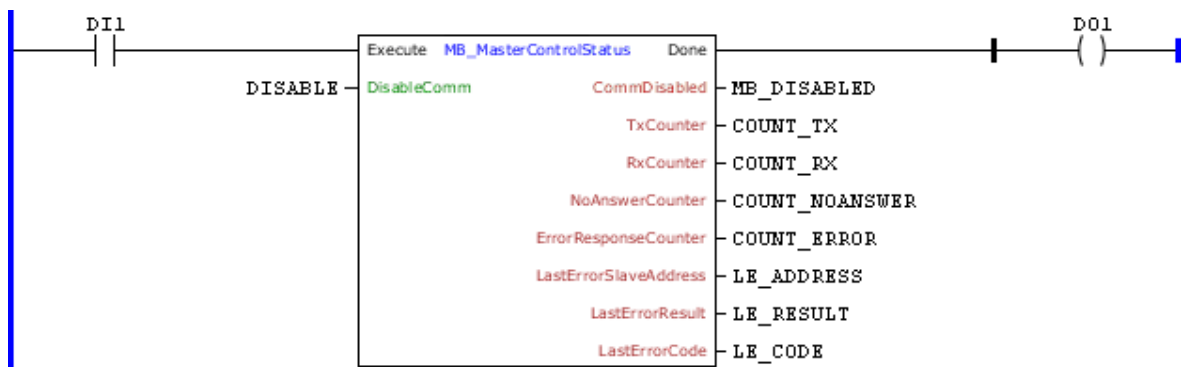 DI1 DO1
Execute MB_MasterControlStatus Done
DISABLE DisableComm CommDisabled MB_DISABLED
TxCounter COUNT_TX
RxCounter COUNT_RX
NoAnswerCounter COUNT_NOANSWER
ErrorResponseCounter COUNT_ERROR
LastErrorSlaveAddress LE_ADDRESS
LastErrorResult LE_RESULT
LastErrorCode LE_CODE